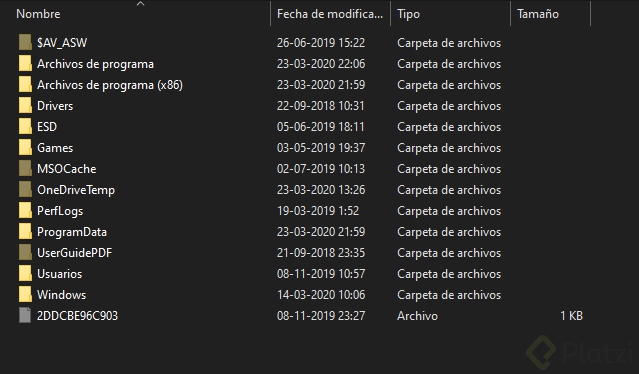 Nombre Fecha de modifica... Tipo Tamaño
$AV_ASW 26-06-2019 15:22 Carpeta de archivos
Archivos de programa 23-03-2020 22:06 Carpeta de archivos
Archivos de programa (x86) 23-03-2020 21:59 Carpeta de archivos
Drivers 22-09-2018 10:31 Carpeta de archivos
ESD 05-06-2019 18:11 Carpeta de archivos
Games 03-05-2019 19:37 Carpeta de archivos
MSOCache 02-07-2019 10:13 Carpeta de archivos
OneDriveTemp 23-03-2020 13:26 Carpeta de archivos
PerfLogs 19-03-2019 1:52 Carpeta de archivos
ProgramData 23-03-2020 21:59 Carpeta de archivos
UserGuidePDF 21-09-2018 23:35 Carpeta de archivos
Usuarios 08-11-2019 10:57 Carpeta de archivos
Windows 14-03-2020 10:06 Carpeta de archivos
2DDCBE96C903 08-11-2019 23:27 Archivo 1 KB
Platzi